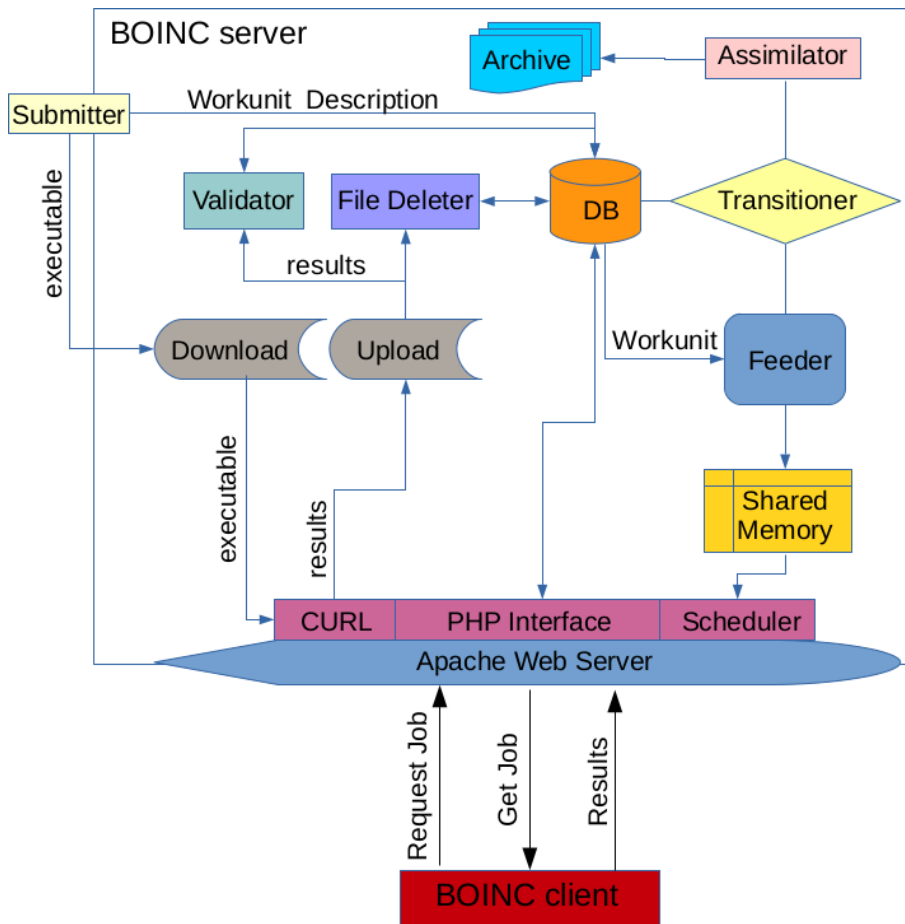 BOINC server
Archive
Assimilator
Submitter
Workunit Description
executable
Validator
File Deleter
DB
Transitioner
results
Download
Upload
Workunit
Feeder
executable
results
Shared
Memory
CURL
PHP Interface
Scheduler
Apache Web Server
Request Job
Get Job
Results
BOINC client